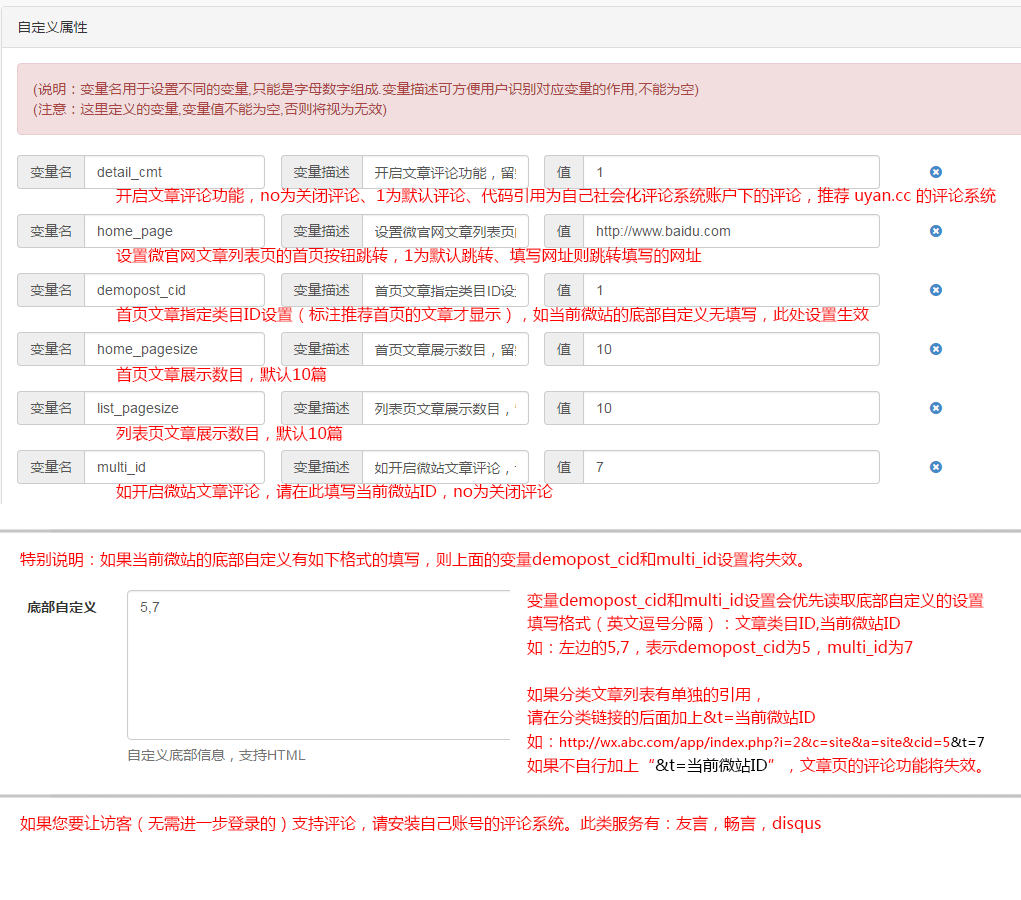 自定义属性
(说明：变量名用于设置不同的变量,只能是字母数字组成.变量描述可方便用户识别对应变量的作用,不能为空)
(注意：这里定义的变量,变量值不能为空,否则将视为无效)
变量名 detail_cmt 变量描述 开启文章评论功能，留 值 1
开启文章评论功能，no为关闭评论、1为默认评论、代码引用为自己社会化评论系统账户下的评论，推荐 uyan.cc 的评论系统
变量名 home_page 变量描述 设置微官网文章列表页 值 http://www.baidu.com
设置微官网文章列表页的首页按钮跳转，1为默认跳转、填写网址则跳转填写的网址
变量名 demopost_cid 变量描述 首页文章指定类目ID设 值 1
首页文章指定类目ID设置（标注推荐首页的文章才显示），如当前微站的底部自定义无填写，此处设置生效
变量名 home_pagesize 变量描述 首页文章展示数目，留 值 10
首页文章展示数目，默认10篇
变量名 list_pagesize 变量描述 列表页文章展示数目， 值 10
列表页文章展示数目，默认10篇
变量名 multi_id 变量描述 如开启微站文章评论， 值 7
如开启微站文章评论，请在此填写当前微站ID，no为关闭评论
特别说明：如果当前微站的底部自定义有如下格式的填写，则上面的变量demopost_cid和multi_id设置将失效。
底部自定义 5,7
自定义底部信息，支持HTML
变量demopost_cid和multi_id设置会优先读取底部自定义的设置
填写格式（英文逗号分隔）：文章类目ID,当前微站ID
如：左边的5,7，表示demopost_cid为5，multi_id为7
如果分类文章列表有单独的引用，
请在分类链接的后面加上&t=当前微站ID
如：http://wx.abc.com/app/index.php?i=2&c=site&a=site&cid=5&t=7
如果不自行加上“&t=当前微站ID”，文章页的评论功能将失效。
如果您要让访客（无需进一步登录的）支持评论，请安装自己账号的评论系统。此类服务有：友言，畅言，disqus